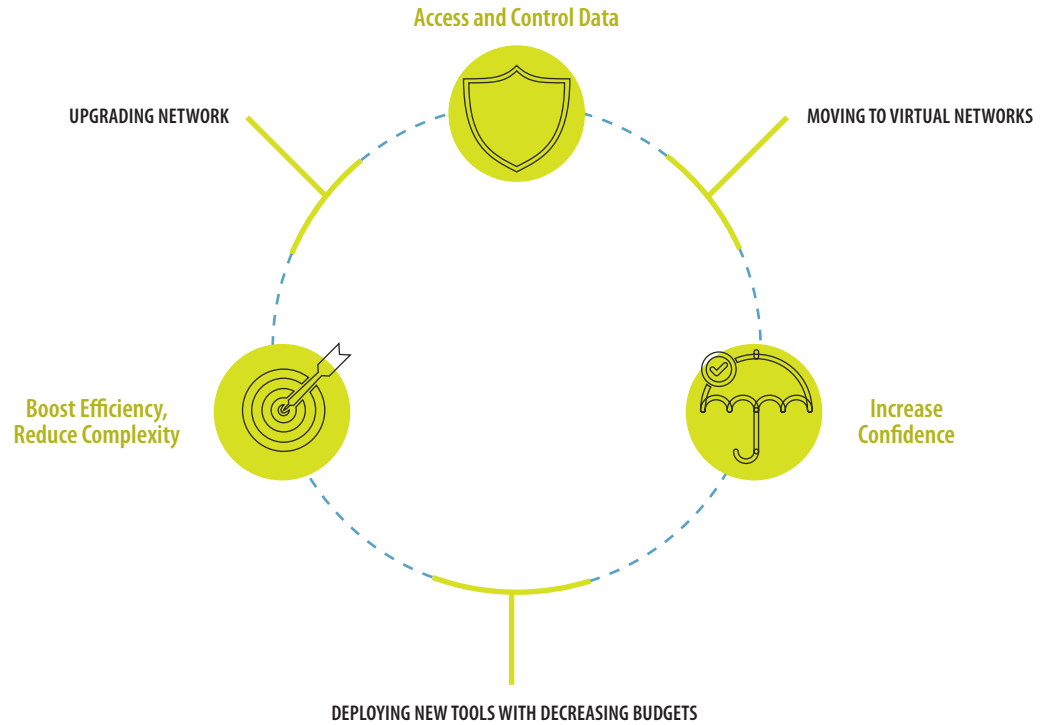 Access and Control Data
UPGRADING NETWORK
MOVING TO VIRTUAL NETWORKS
Boost Efficiency,
Reduce Complexity
Increase
Confidence
DEPLOYING NEW TOOLS WITH DECREASING BUDGETS